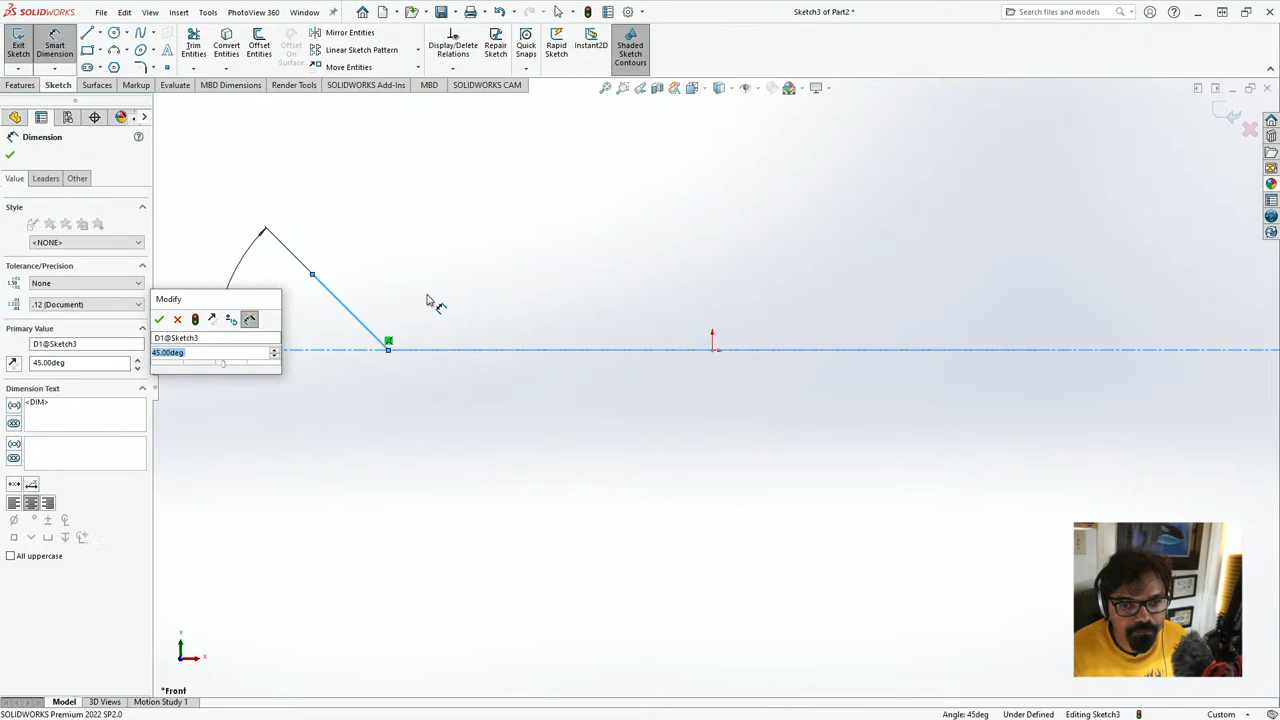 SOLIDWORKS
File
Edit
View
Insert
Tools
PhotoView 360
Window
Sketch3 of Part2 *
Search files and models
Exit Sketch
Smart Dimension
Trim Entities
Convert Entities
Offset Entities
Offset On Surface
Mirror Entities
Linear Sketch Pattern
Move Entities
Display/Delete Relations
Repair Sketch
Quick Snaps
Rapid Sketch
Instant2D
Shaded Sketch Contours
Features
Sketch
Surfaces
Markup
Evaluate
MBD Dimensions
Render Tools
SOLIDWORKS Add-Ins
MBD
SOLIDWORKS CAM
Dimension
Value
Leaders
Other
Style
<NONE>
Tolerance/Precision
None
.12 (Document)
Primary Value
D1@Sketch3
45.00deg
Dimension Text
<DIM>
All uppercase
Modify
D1@Sketch3
45.00deg
Y
X
*Front
Model
3D Views
Motion Study 1
SOLIDWORKS Premium 2022 SP2.0
Angle: 45deg
Under Defined
Editing Sketch3
Custom